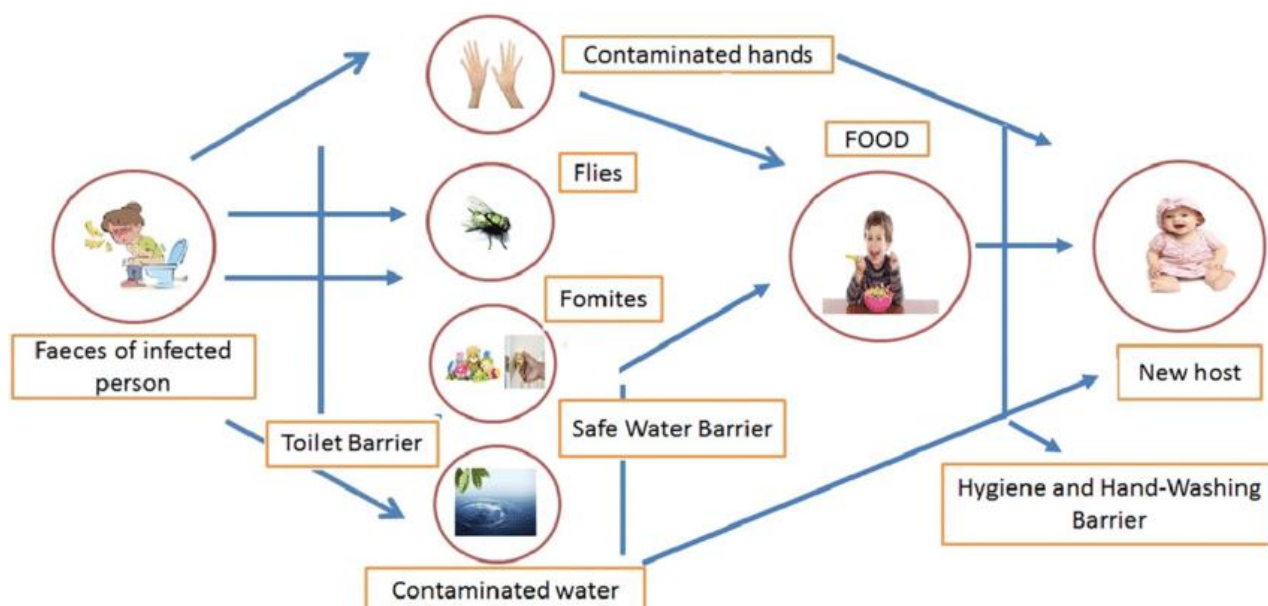 Contaminated hands
FOOD
Flies
Fomites
Faeces of infected
person
New host
Toilet Barrier
Safe Water Barrier
Hygiene and Hand-Washing
Barrier
Contaminated water